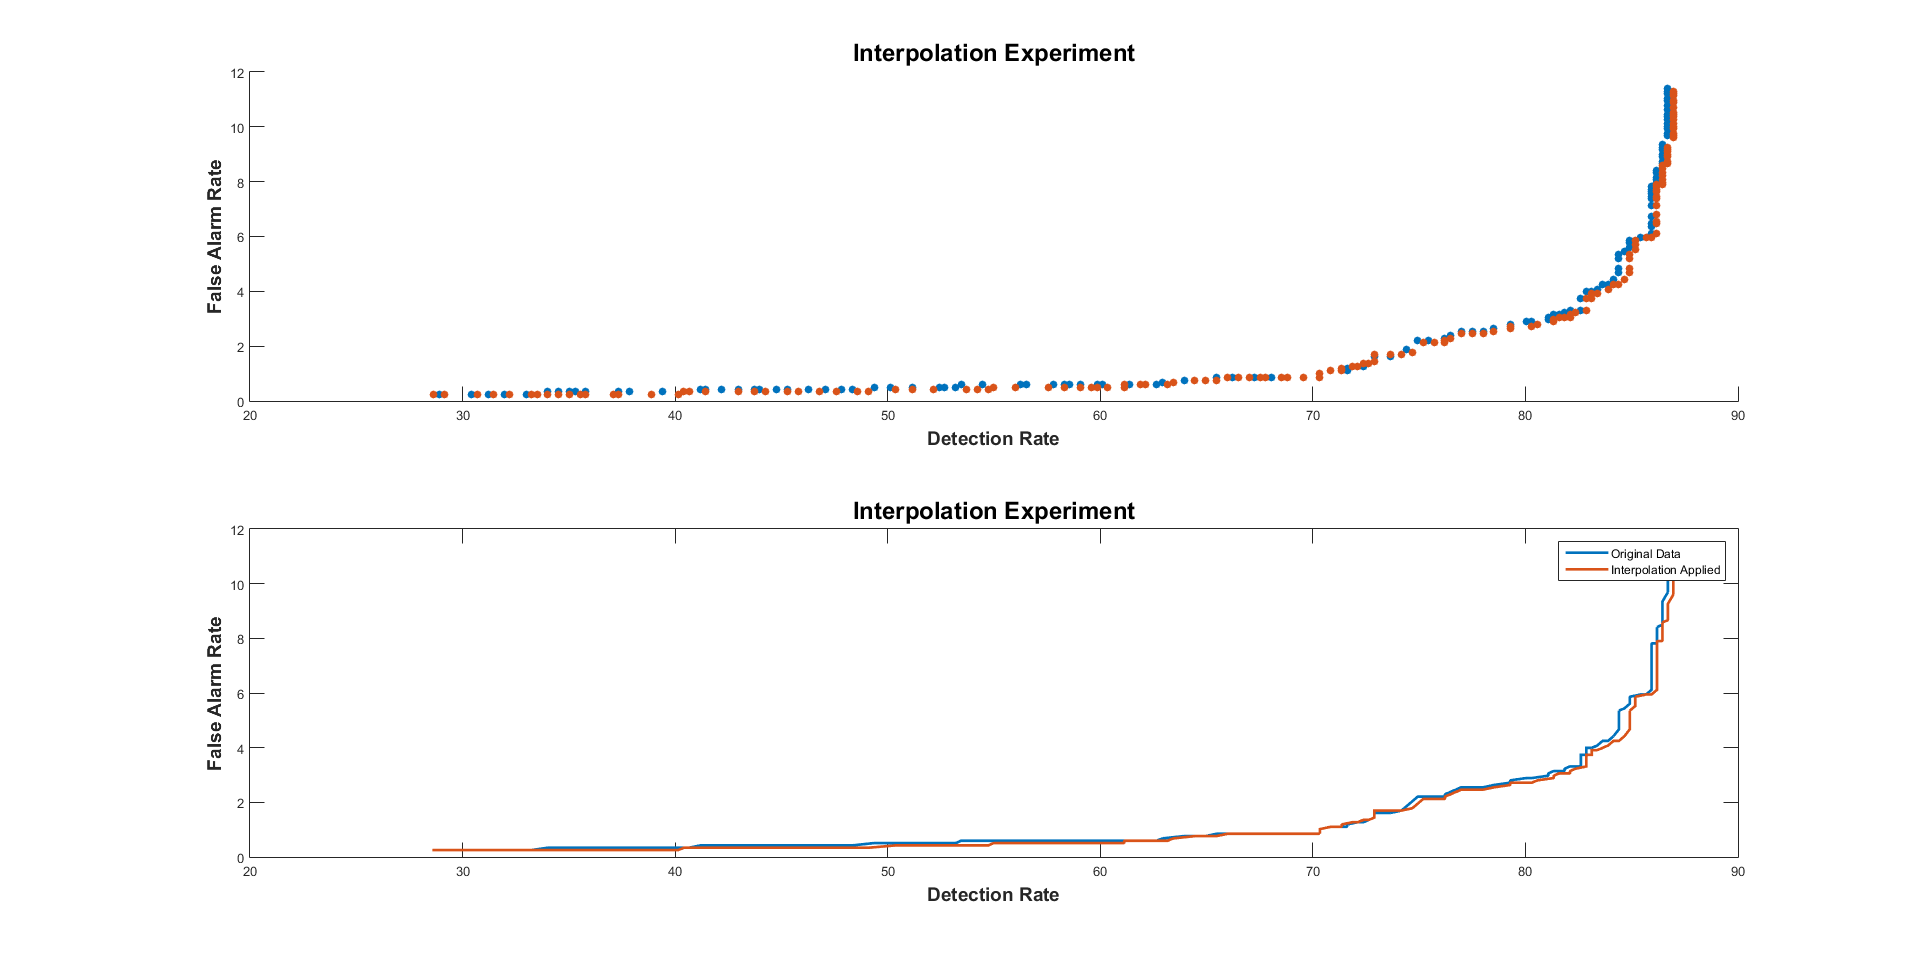 Interpolation Experiment
12
10
8
6
4
2
0
False Alarm Rate
20 30 40 50 60 70 80 90
Detection Rate
Interpolation Experiment
12
10
8
6
4
2
0
False Alarm Rate
Original Data
Interpolation Applied
20 30 40 50 60 70 80 90
Detection Rate